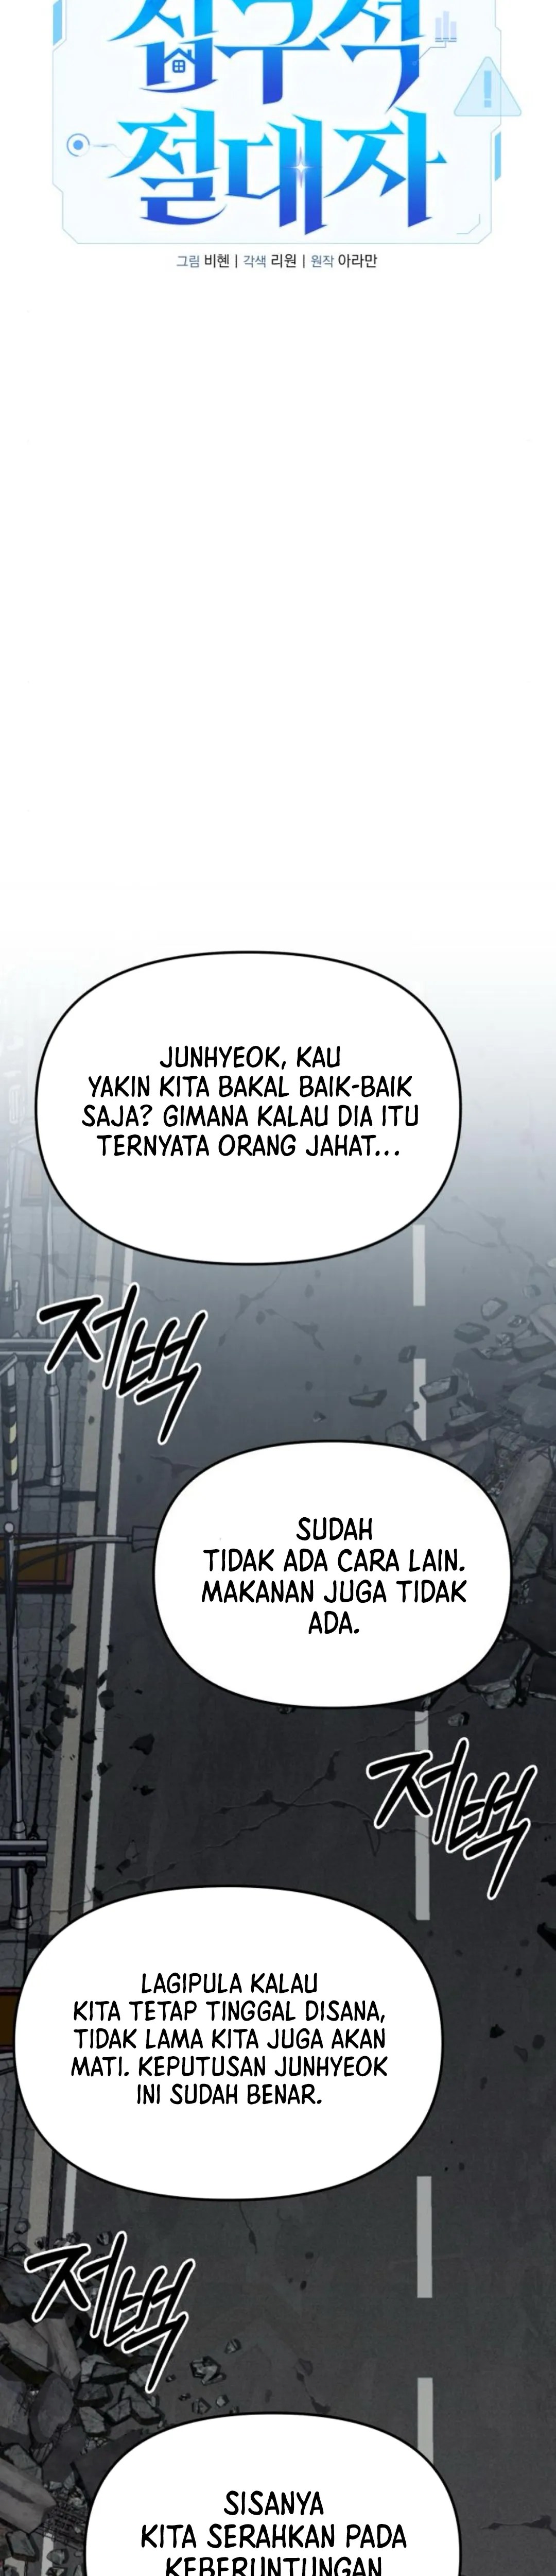 집구석
절대자
그림 비헨 | 각색 리원 | 원작 아라만
JUNHYEOK, KAU
YAKIN KITA BAKAL BAIK-BAIK
SAJA? GIMANA KALAU DIA ITU
TERNYATA ORANG JAHAT...
저벅
SUDAH
TIDAK ADA CARA LAIN.
MAKANAN JUGA TIDAK
ADA.
저벅
LAGIPULA KALAU
KITA TETAP TINGGAL DISANA,
TIDAK LAMA KITA JUGA AKAN
MATI. KEPUTUSAN JUNHYEOK
INI SUDAH BENAR.
저벅
SISANYA
KITA SERAHKAN PADA
KEBERUNTUNGAN